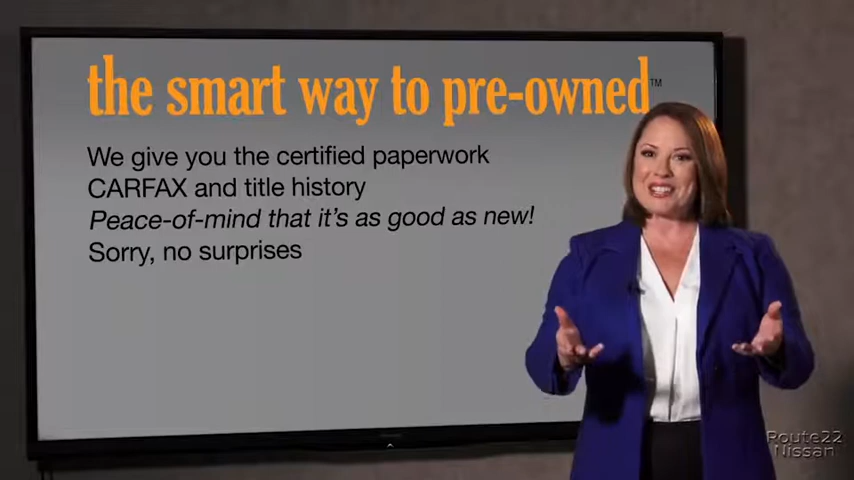 the smart way to pre-owned™
We give you the certified paperwork
CARFAX and title history
Peace-of-mind that it's as good as new!
Sorry, no surprises
Route22
Nissan